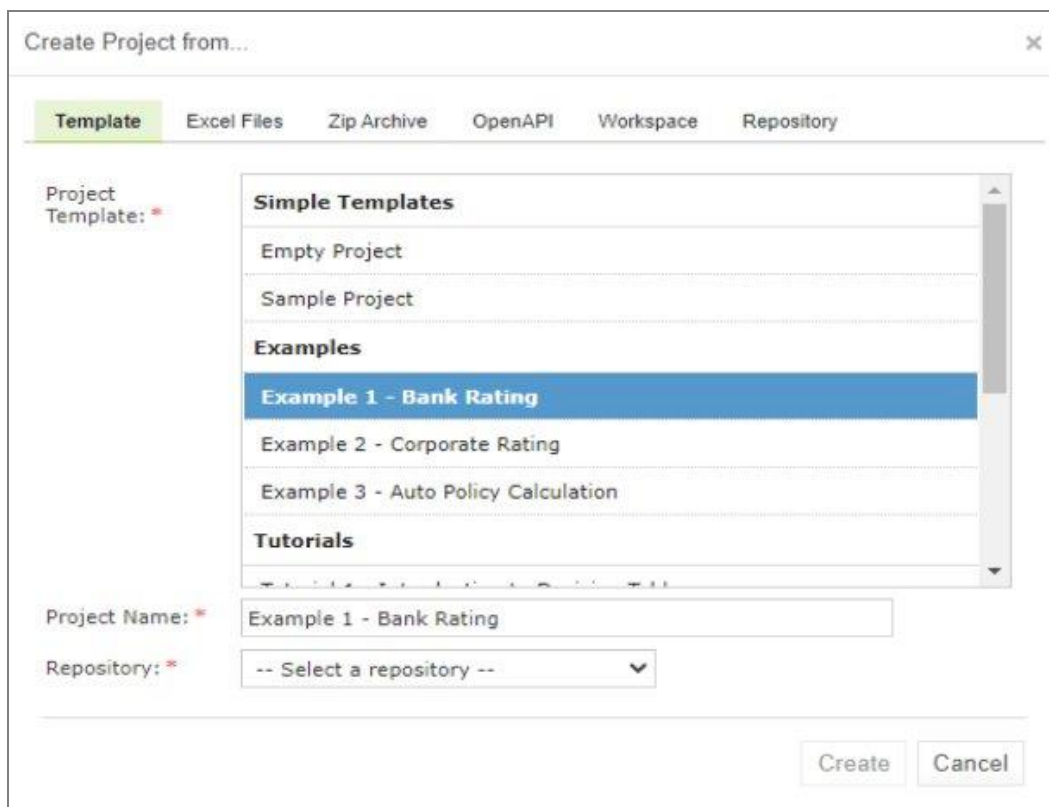 Create Project from...
×
Template Excel Files Zip Archive OpenAPI Workspace Repository
Project
Template: *
Simple Templates
Empty Project
Sample Project
Examples
Example 1 - Bank Rating
Example 2 - Corporate Rating
Example 3 - Auto Policy Calculation
Tutorials
Project Name: * Example 1 - Bank Rating
Repository: * -- Select a repository --
Create Cancel